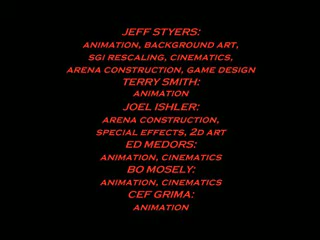 JEFF STYERS:
ANIMATION, BACKGROUND ART,
SGI RESCALING, CINEMATICS,
ARENA CONSTRUCTION, GAME DESIGN
TERRY SMITH:
ANIMATION
JOEL ISHLER:
ARENA CONSTRUCTION,
SPECIAL EFFECTS, 2D ART
ED MEDORS:
ANIMATION, CINEMATICS
BO MOSELY:
ANIMATION, CINEMATICS
CEF GRIMA:
ANIMATION